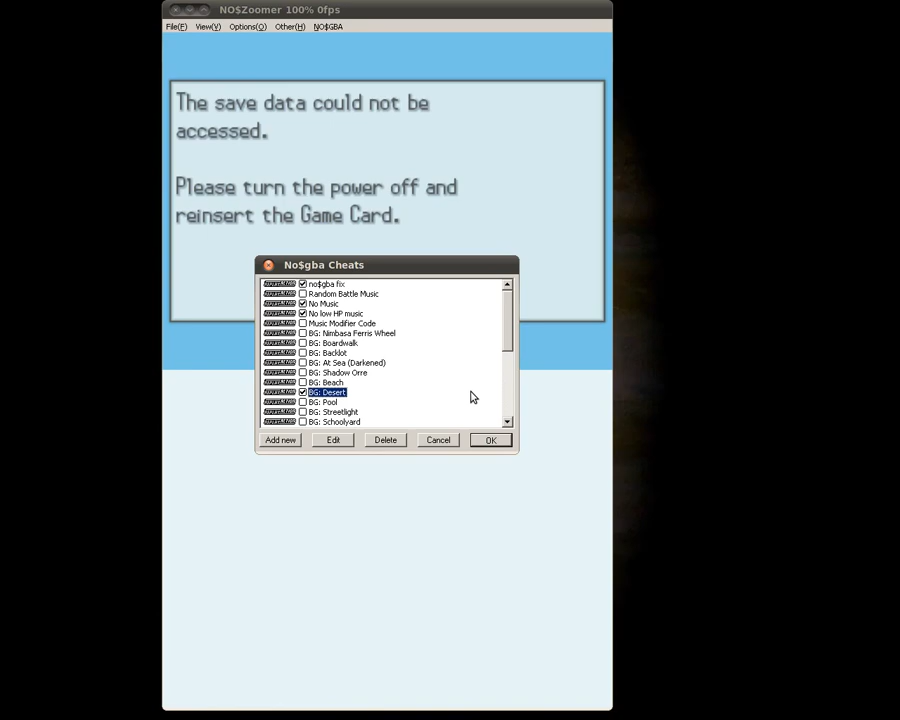 NO$Zoomer 100% 0fps
File(F) View(V) Options(O) Other(H) NO$GBA
The save data could not be
accessed.
Please turn the power off and
reinsert the Game Card.
No$gba Cheats
no$gba fix
Random Battle Music
No Music
No low HP music
Music Modifier Code
BG: Nimbasa Ferris Wheel
BG: Boardwalk
BG: Backlot
BG: At Sea (Darkened)
BG: Shadow Orre
BG: Beach
BG: Desert
BG: Pool
BG: Streetlight
BG: Schoolyard
Add new Edit Delete Cancel OK